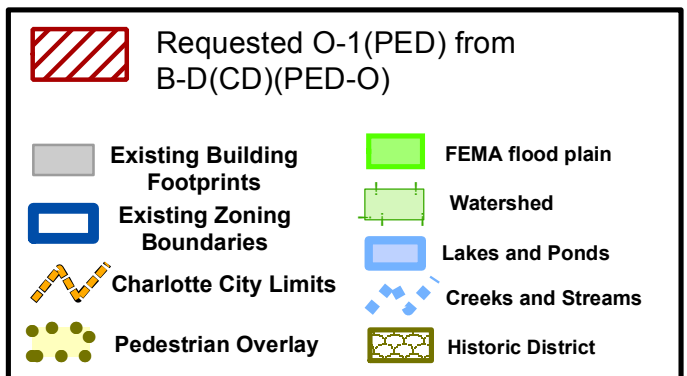 Requested O-1(PED) from
B-D(CD)(PED-O)
Existing Building
Footprints
Existing Zoning
Boundaries
Charlotte City Limits
Pedestrian Overlay
FEMA flood plain
Watershed
Lakes and Ponds
Creeks and Streams
Historic District